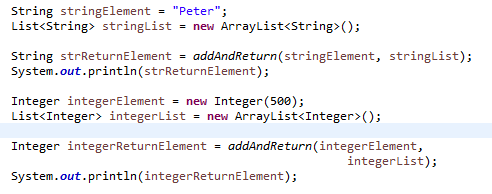 String stringElement = "Peter";
List<String> stringList = new ArrayList<String>();
String strReturnElement = addAndReturn(stringElement, stringList);
System.out.println(strReturnElement);
Integer integerElement = new Integer(500);
List<Integer> integerList = new ArrayList<Integer>();
Integer integerReturnElement = addAndReturn(integerElement,
integerList);
System.out.println(integerReturnElement);